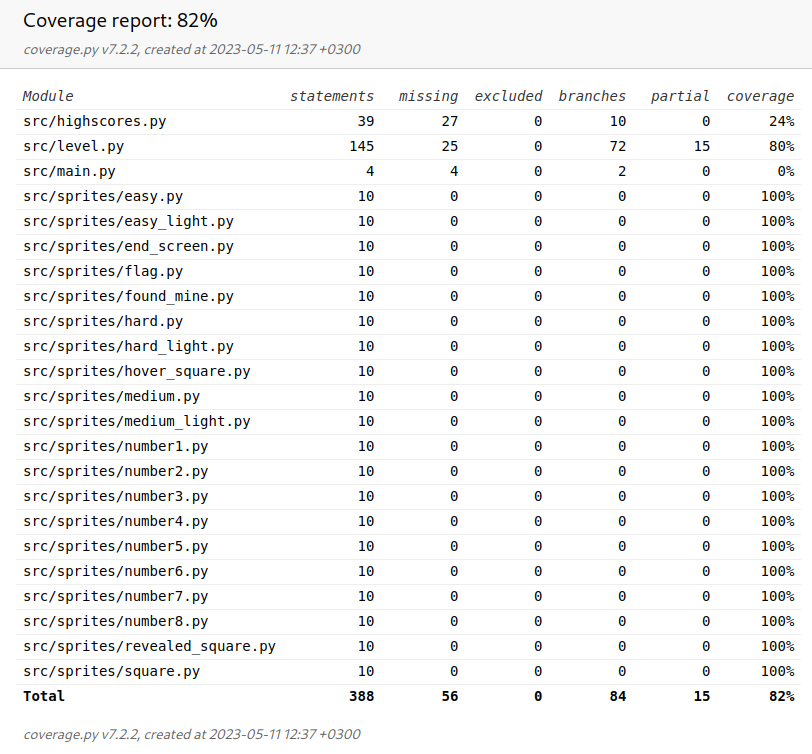 Coverage report: 82%
coverage.py v7.2.2, created at 2023-05-11 12:37 +0300
Module statements missing excluded branches partial coverage
src/highscores.py 39 27 0 10 0 24%
src/level.py 145 25 0 72 15 80%
src/main.py 4 4 0 2 0 0%
src/sprites/easy.py 10 0 0 0 0 100%
src/sprites/easy_light.py 10 0 0 0 0 100%
src/sprites/end_screen.py 10 0 0 0 0 100%
src/sprites/flag.py 10 0 0 0 0 100%
src/sprites/found_mine.py 10 0 0 0 0 100%
src/sprites/hard.py 10 0 0 0 0 100%
src/sprites/hard_light.py 10 0 0 0 0 100%
src/sprites/hover_square.py 10 0 0 0 0 100%
src/sprites/medium.py 10 0 0 0 0 100%
src/sprites/medium_light.py 10 0 0 0 0 100%
src/sprites/number1.py 10 0 0 0 0 100%
src/sprites/number2.py 10 0 0 0 0 100%
src/sprites/number3.py 10 0 0 0 0 100%
src/sprites/number4.py 10 0 0 0 0 100%
src/sprites/number5.py 10 0 0 0 0 100%
src/sprites/number6.py 10 0 0 0 0 100%
src/sprites/number7.py 10 0 0 0 0 100%
src/sprites/number8.py 10 0 0 0 0 100%
src/sprites/revealed_square.py 10 0 0 0 0 100%
src/sprites/square.py 10 0 0 0 0 100%
Total 388 56 0 84 15 82%
coverage.py v7.2.2, created at 2023-05-11 12:37 +0300